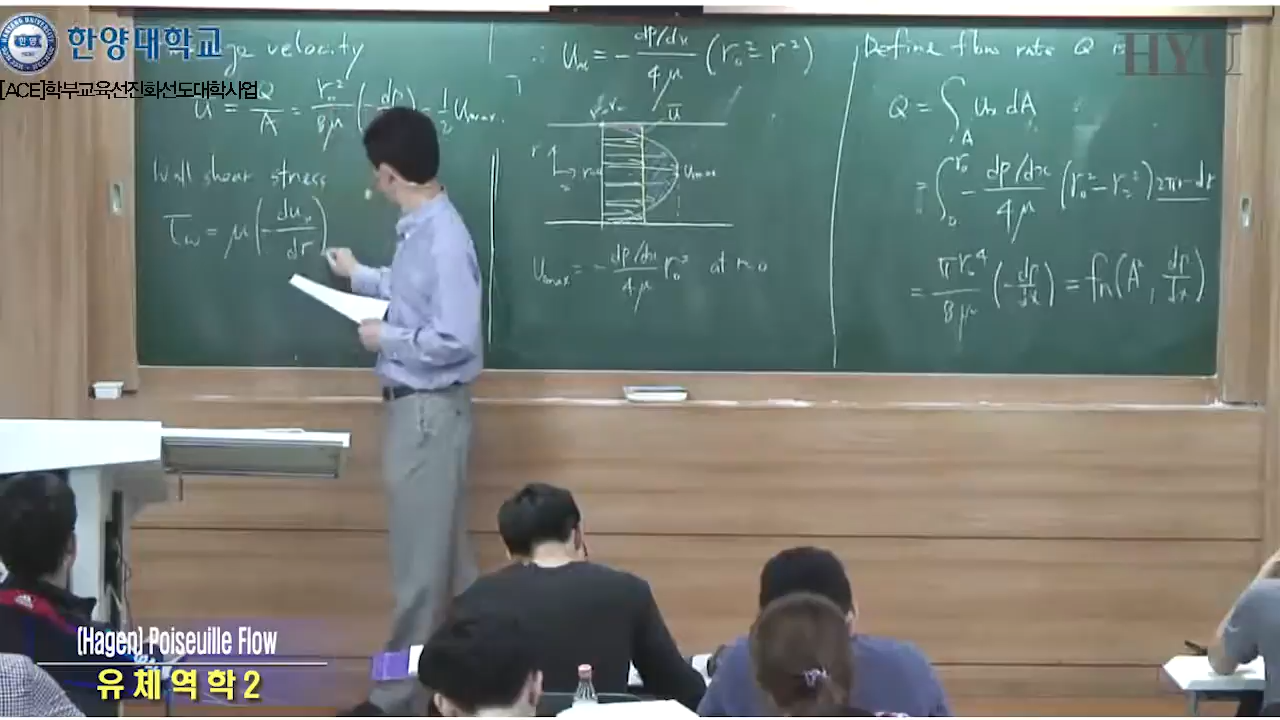 한양대학교
[ACE]학부교육선진화선도대학사업
HYU
velocity
Ū = Q/A = r₀²/8μ (-dp = 1/2 Umax.
Wall shear stress
τw = μ(-duₓ/dr)
∴ Uₓ = - dp/dx / 4μ (r₀² - r²)
ū
r
Umax
Umax = - dp/dx / 4μ r₀² at r=0
Define flow rate Q is
Q = ∫A Uₓ dA
= ∫₀^r₀ - dp/dx / 4μ (r₀² - r²) 2πr-dr
= πr₀⁴/8μ (-dp/dx) = fn(A², dp/dx)
(Hagen) Poiseuille Flow
유체역학2